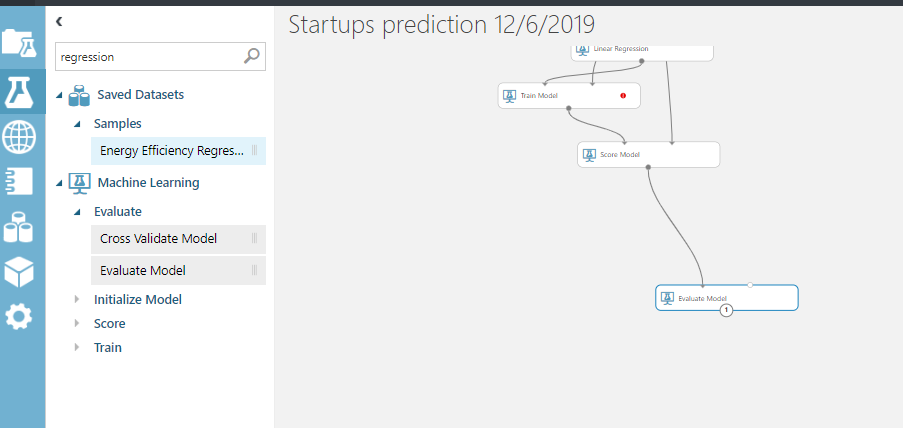 Startups prediction 12/6/2019
regression
Saved Datasets
Samples
Energy Efficiency Regres...
Machine Learning
Evaluate
Cross Validate Model
Evaluate Model
Initialize Model
Score
Train
Linear Regression
Train Model
Score Model
Evaluate Model
1